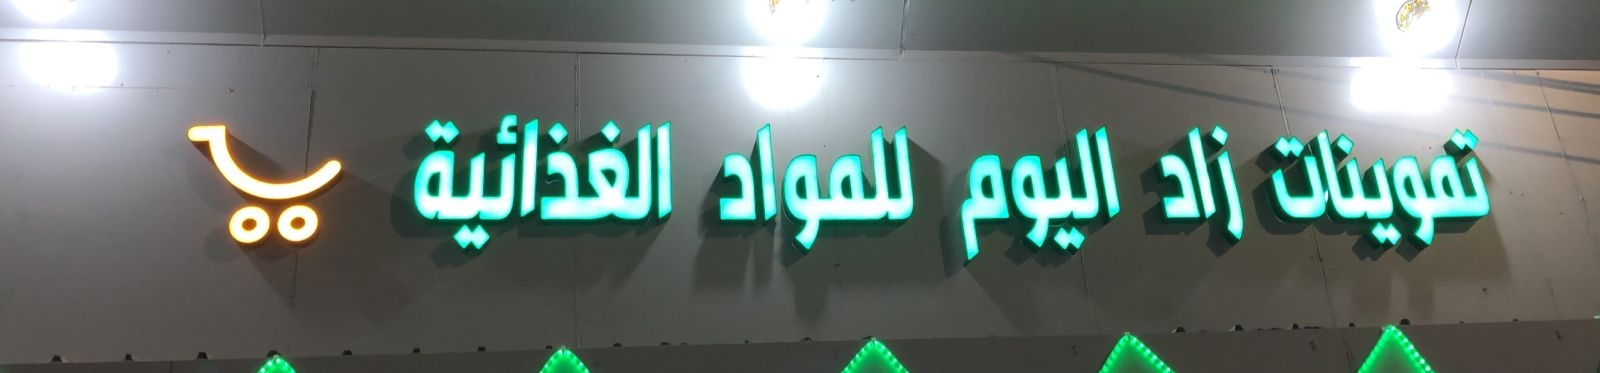 تموينات زاد اليوم للمواد الغذائية